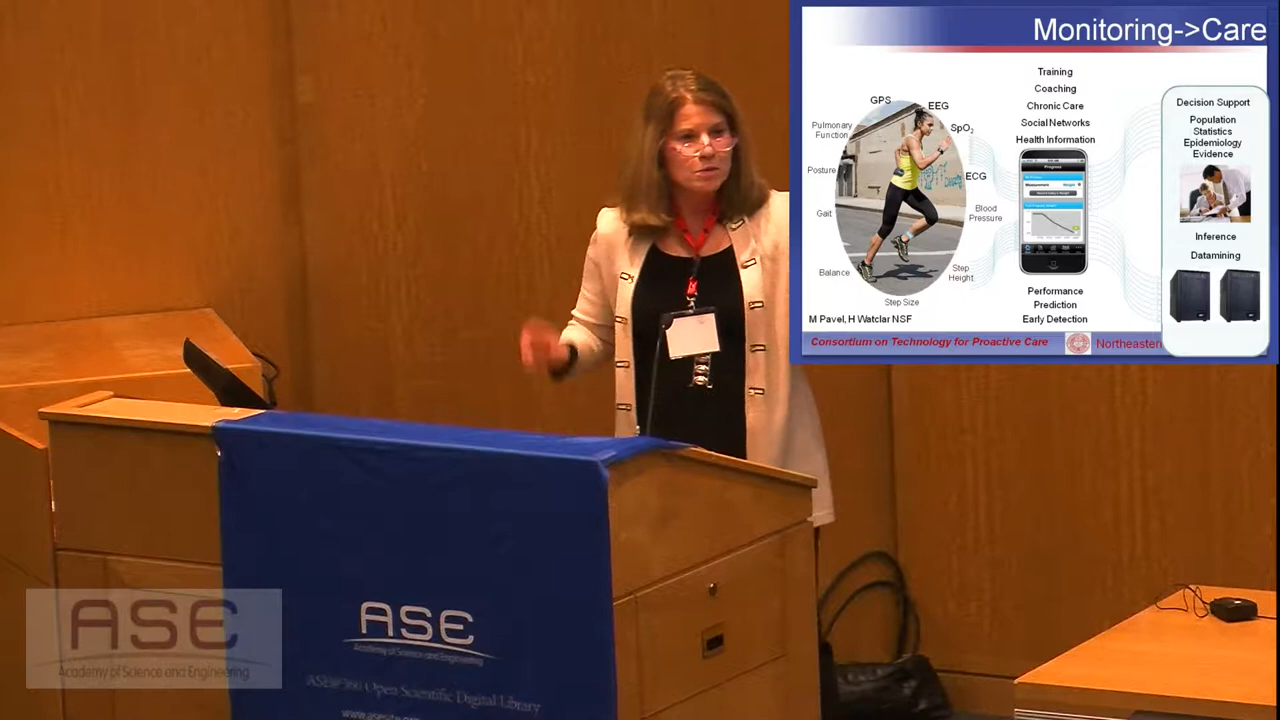 Monitoring->Care
Training
Coaching
Chronic Care
Social Networks
Health Information
GPS
EEG
SpO2
ECG
Blood
Pressure
Step
Height
Step Size
Pulmonary
Function
Posture
Gait
Balance
Performance
Prediction
Early Detection
Decision Support
Population
Statistics
Epidemiology
Evidence
Inference
Datamining
Progress
Measurement
Weight
M Pavel, H Watclar NSF
Consortium on Technology for Proactive Care
Northeastern
ASE
Academy of Science and Engineering
ASE
Academy of Science and Engineering
ASE@360 Open Scientific Digital Library